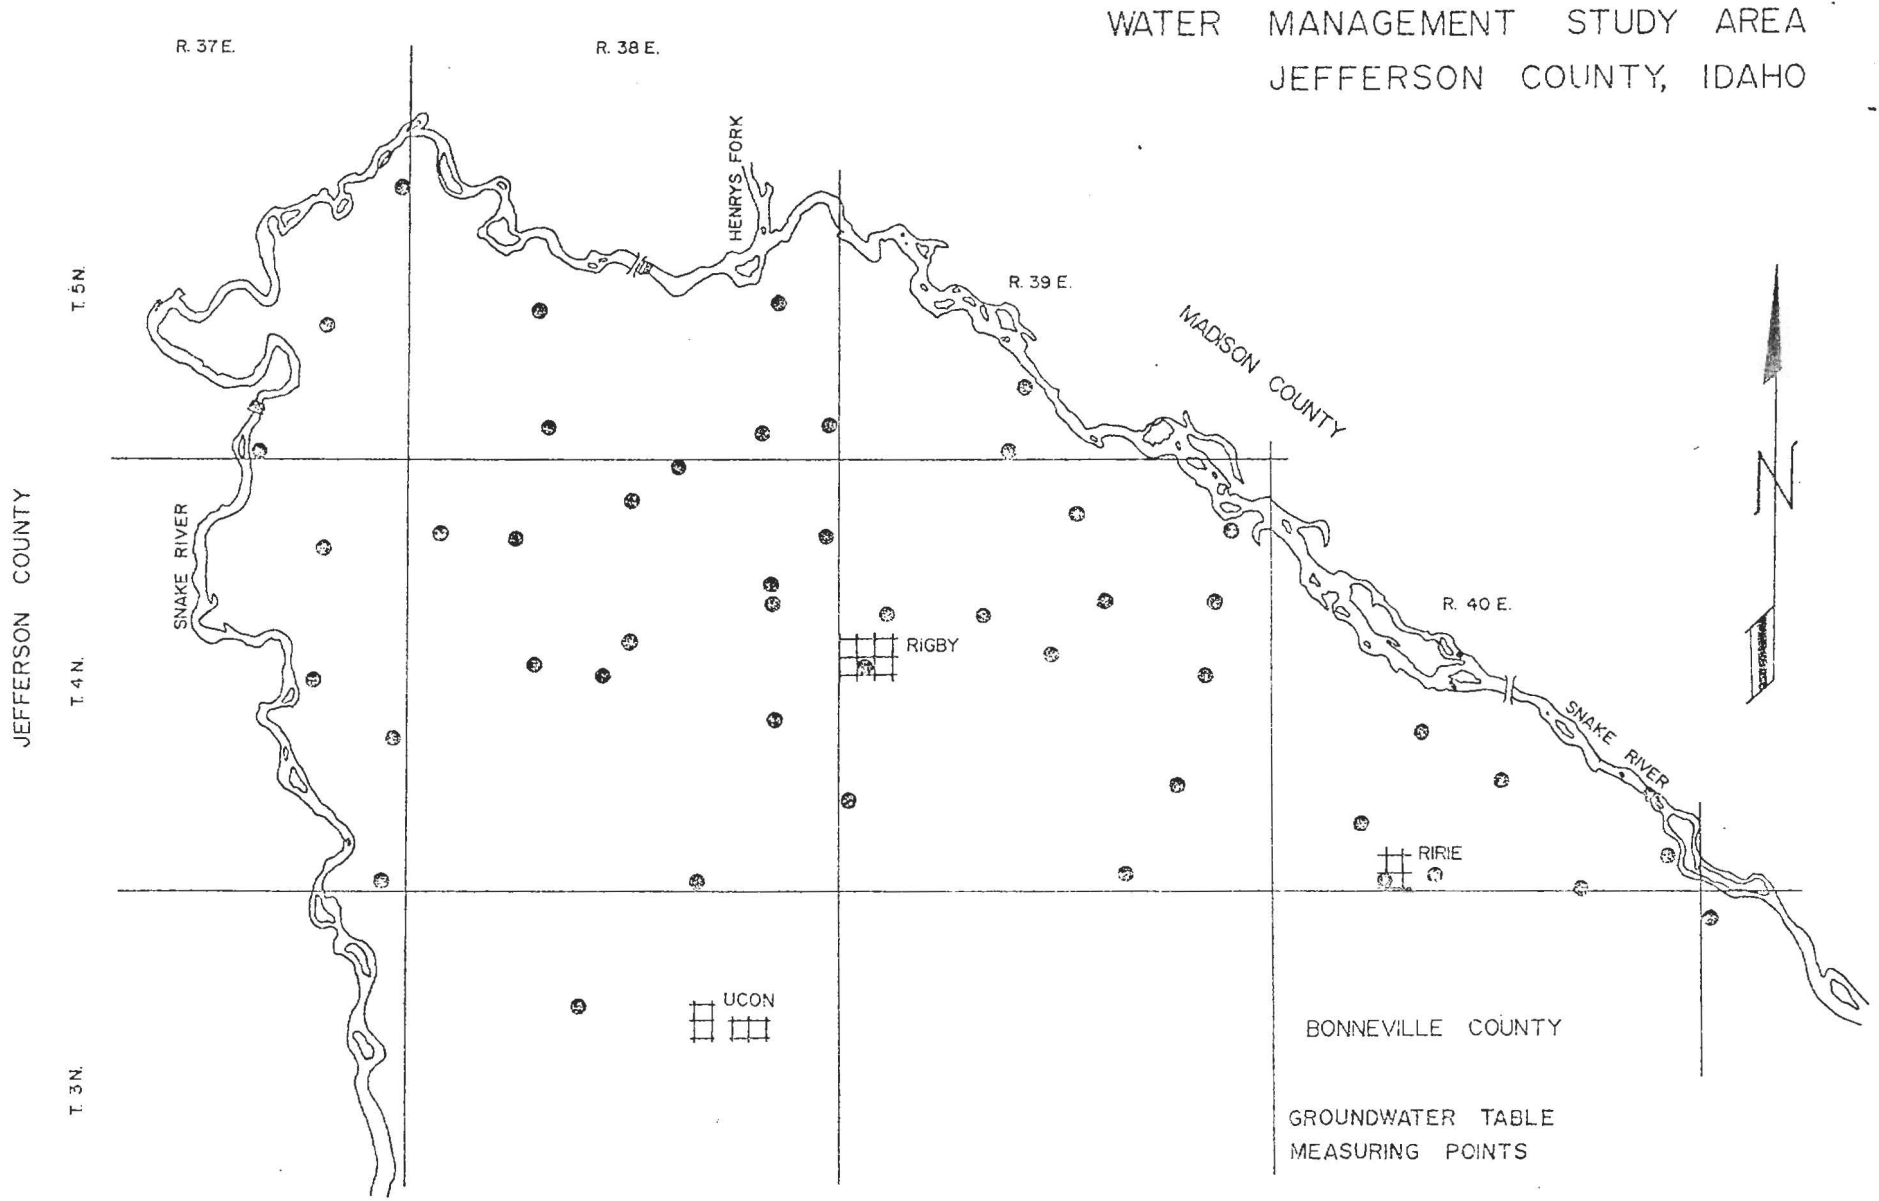 WATER MANAGEMENT STUDY AREA
JEFFERSON COUNTY, IDAHO
R. 37 E.
R. 38 E.
HENRYS FORK
T. 5 N.
R. 39 E.
MADISON COUNTY
N
JEFFERSON COUNTY
SNAKE RIVER
R. 40 E.
RIGBY
T. 4 N.
SNAKE RIVER
RIRIE
UCON
BONNEVILLE COUNTY
T. 3 N.
GROUNDWATER TABLE
MEASURING POINTS